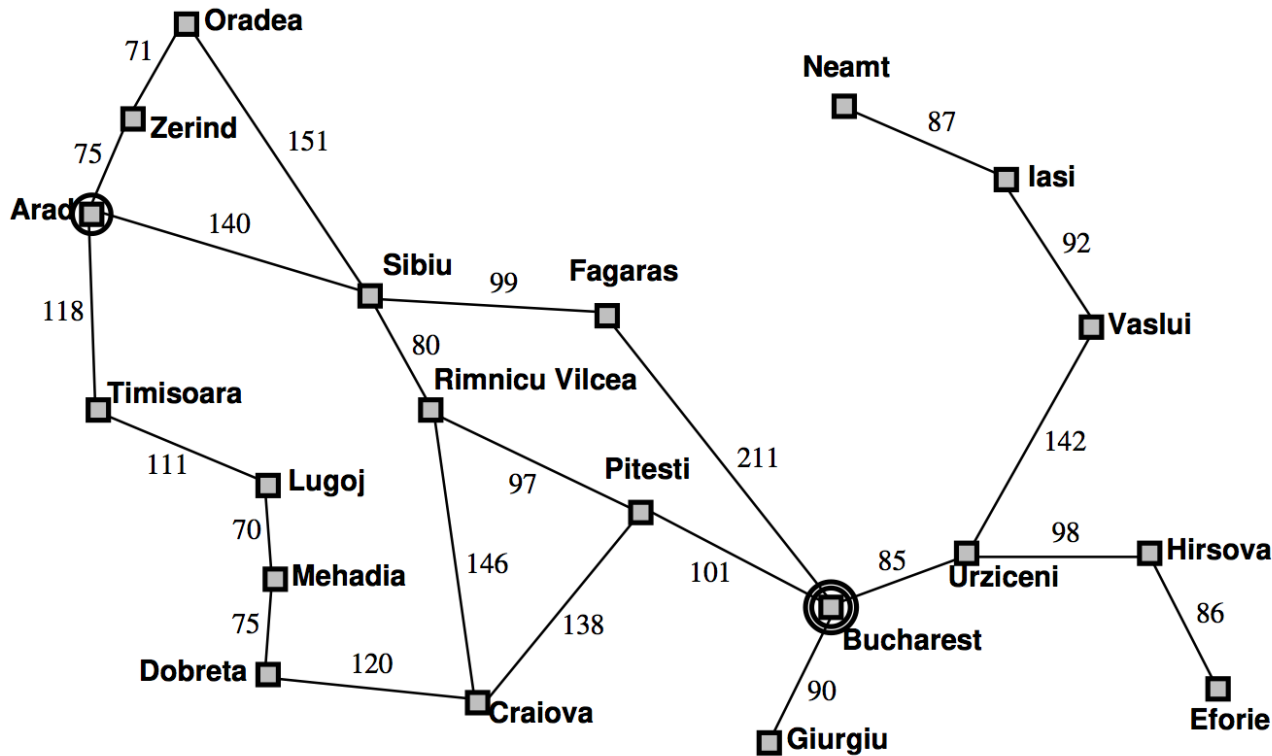 Oradea
71
Neamt
Zerind
87
151
75
Iasi
Arad
140
92
Sibiu
99
Fagaras
118
Vaslui
80
Timisoara
Rimnicu Vilcea
142
111
211
Lugoj
97
Pitesti
70
98
Hirsova
146
101
85
Urziceni
Mehadia
86
75
138
Bucharest
Dobreta
120
90
Craiova
Eforie
Giurgiu